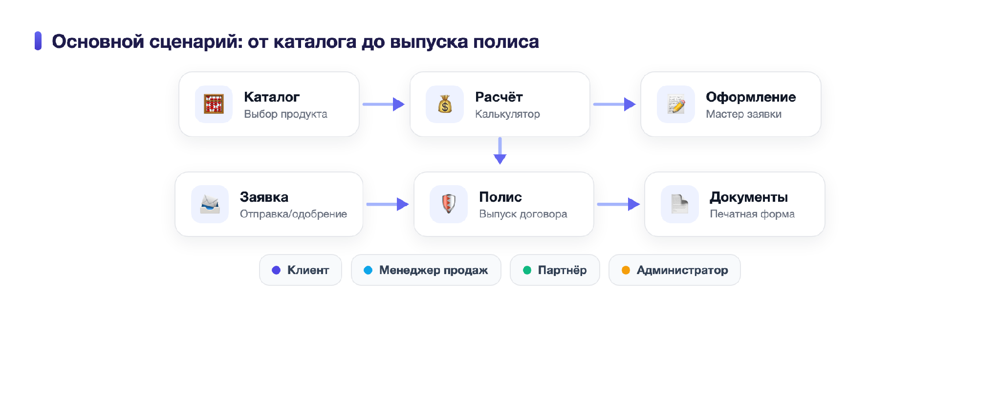 Основной сценарий: от каталога до выпуска полиса
Каталог
Выбор продукта
Расчёт
Калькулятор
Оформление
Мастер заявки
Заявка
Отправка/одобрение
Полис
Выпуск договора
Документы
Печатная форма
Клиент
Менеджер продаж
Партнёр
Администратор